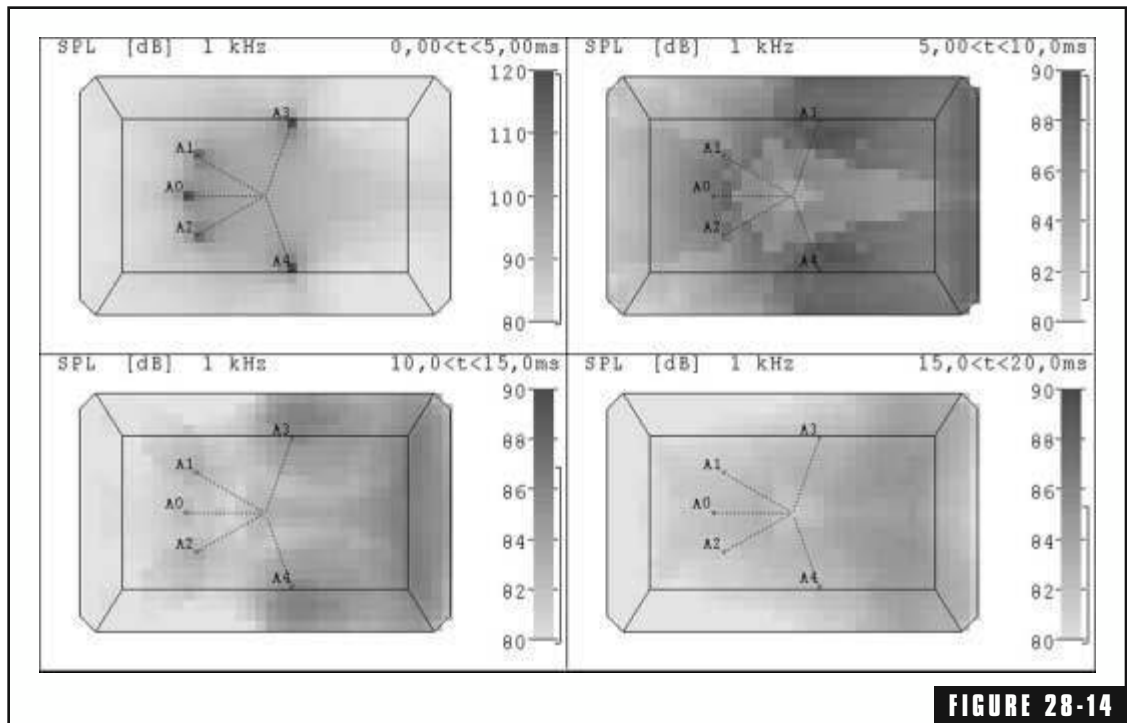 SPL [dB] 1 kHz 0,00<t<5,00ms
120
110
100
90
80
A3
A1
A0
A2
A4
SPL [dB] 1 kHz 5,00<t<10,0ms
90
88
86
84
82
80
A3
A1
A0
A2
A4
SPL [dB] 1 kHz 10,0<t<15,0ms
90
88
86
84
82
80
A3
A1
A0
A2
A4
SPL [dB] 1 kHz 15,0<t<20,0ms
90
88
86
84
82
80
A3
A1
A0
A2
A4
FIGURE 28-14